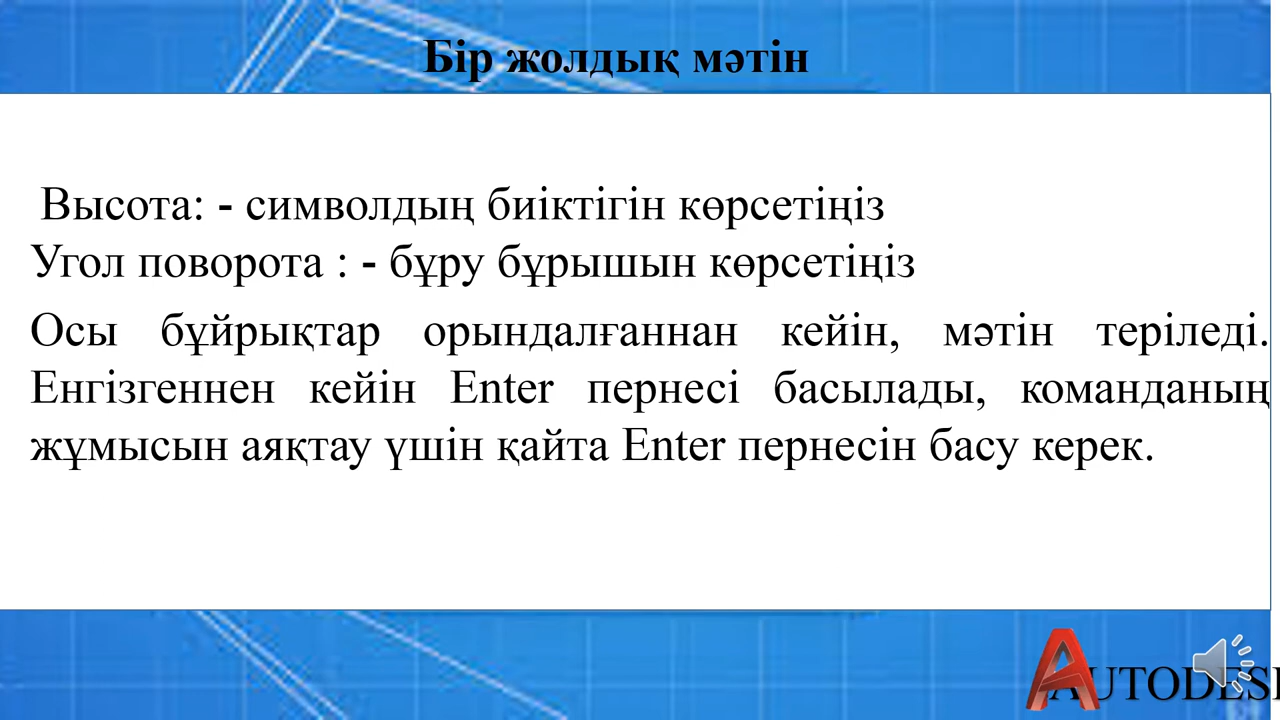 Бір жолдық мәтін
Высота: - символдың биіктігін көрсетіңіз
Угол поворота : - бұру бұрышын көрсетіңіз
Осы бұйрықтар орындалғаннан кейін, мәтін теріледі.
Енгізгеннен кейін Enter пернесі басылады, команданың
жұмысын аяқтау үшін қайта Enter пернесін басу керек.
AUTODES